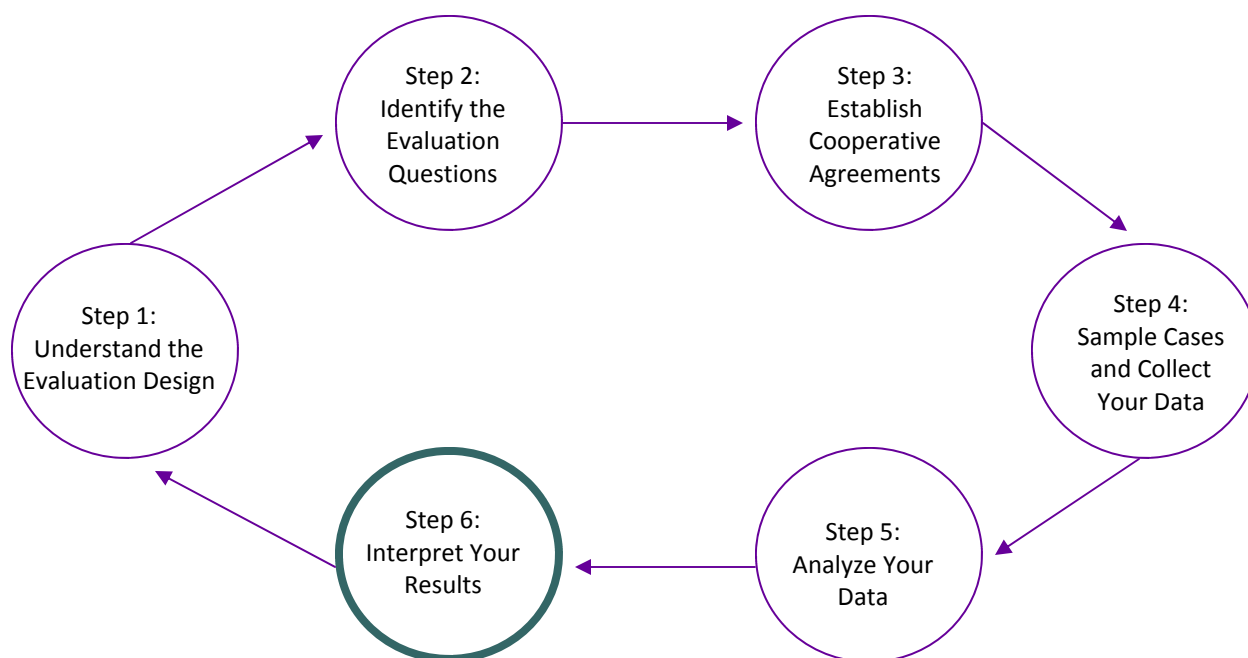 Step 1:
Understand the
Evaluation Design
Step 2:
Identify the
Evaluation
Questions
Step 3:
Establish
Cooperative
Agreements
Step 4:
Sample Cases
and Collect
Your Data
Step 5:
Analyze Your
Data
Step 6:
Interpret Your
Results